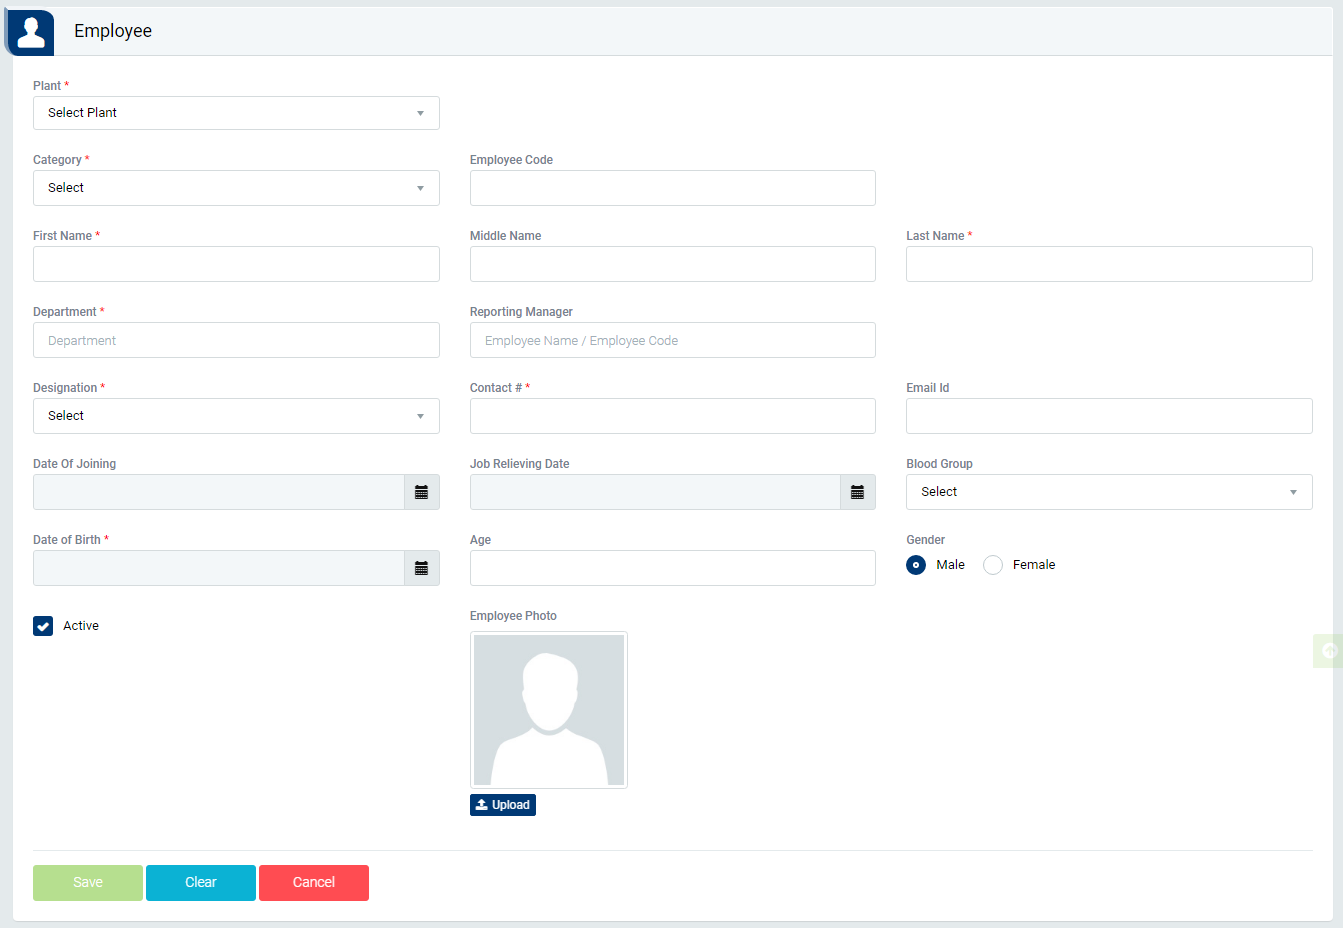 Employee
Plant *
Select Plant
Category *
Employee Code
Select
First Name *
Middle Name
Last Name *
Department *
Reporting Manager
Department
Employee Name / Employee Code
Designation *
Contact # *
Email Id
Select
Date Of Joining
Job Relieving Date
Blood Group
Select
Date of Birth *
Age
Gender
Male
Female
Active
Employee Photo
Upload
Save
Clear
Cancel